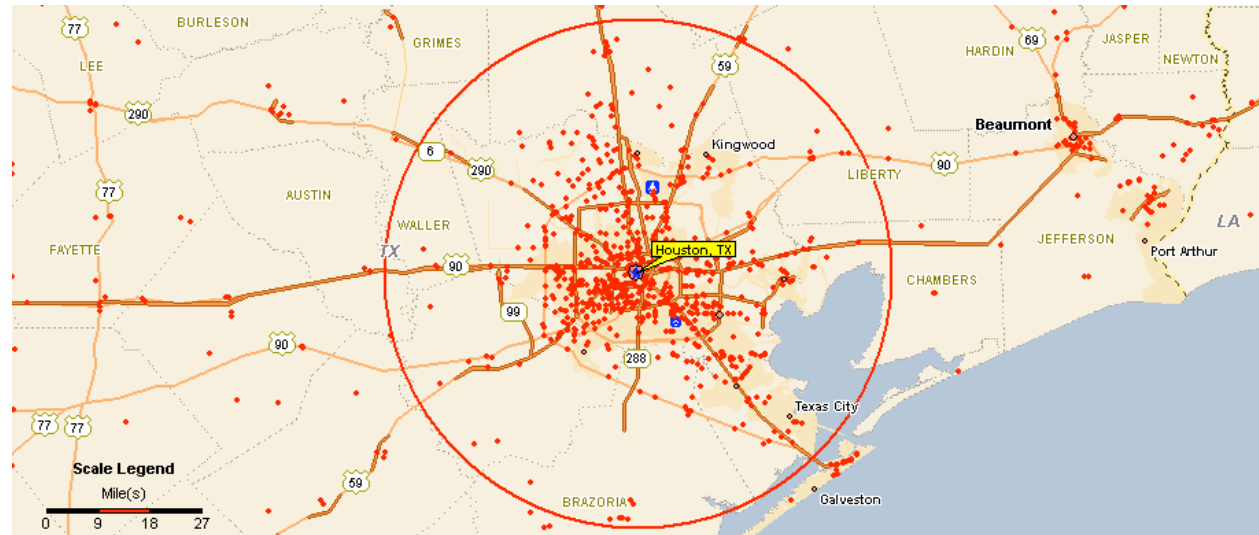 77
BURLESON
GRIMES
59
69
JASPER
HARDIN
NEWTON
LEE
290
Beaumont
6
Kingwood
290
90
77
LIBERTY
AUSTIN
WALLER
LA
FAYETTE
TX
Houston, TX
JEFFERSON
Port Arthur
90
CHAMBERS
99
90
288
Texas City
77
77
Scale Legend
Mile(s)
59
BRAZORIA
Galveston
0 9 18 27